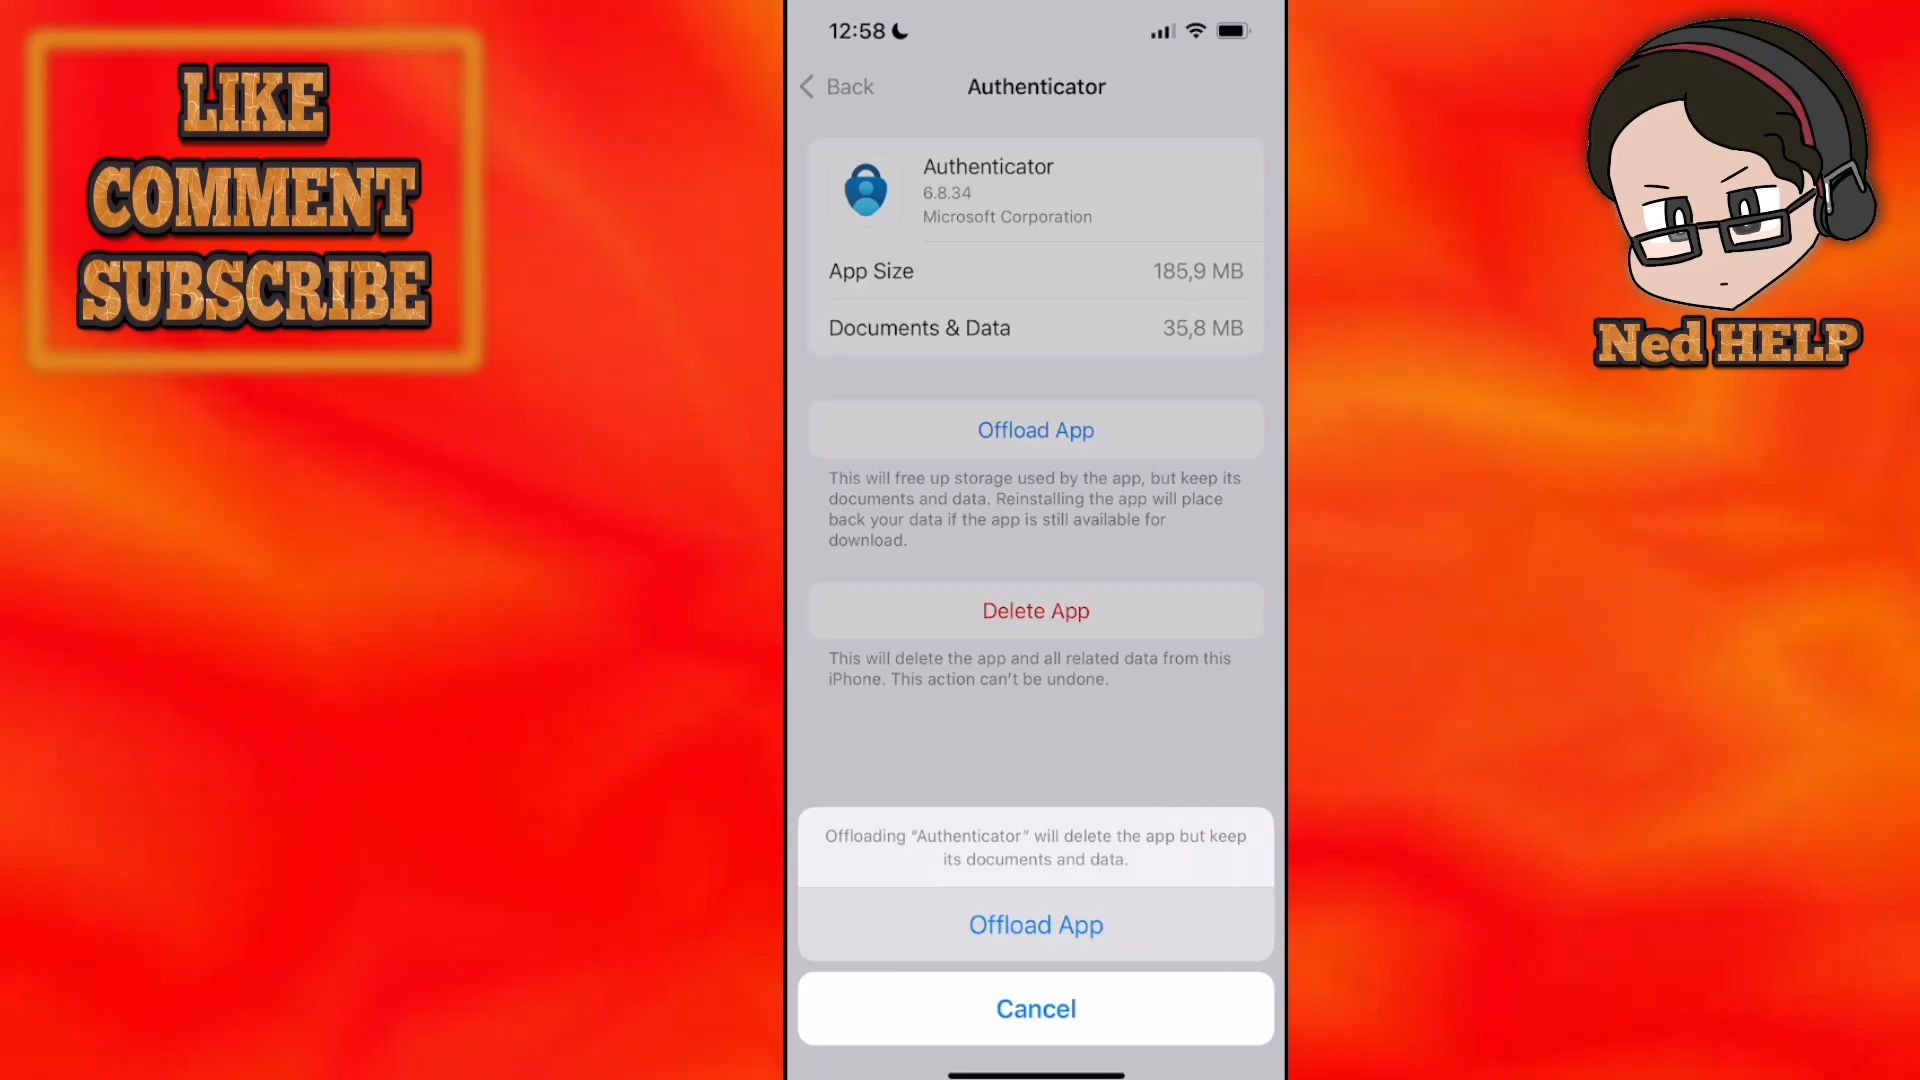 LIKE
COMMENT
SUBSCRIBE
12:58
Back
Authenticator
Authenticator
6.8.34
Microsoft Corporation
App Size 185,9 MB
Documents & Data 35,8 MB
Offload App
This will free up storage used by the app, but keep its
documents and data. Reinstalling the app will place
back your data if the app is still available for
download.
Delete App
This will delete the app and all related data from this
iPhone. This action can't be undone.
Offloading “Authenticator” will delete the app but keep
its documents and data.
Offload App
Cancel
Ned HELP